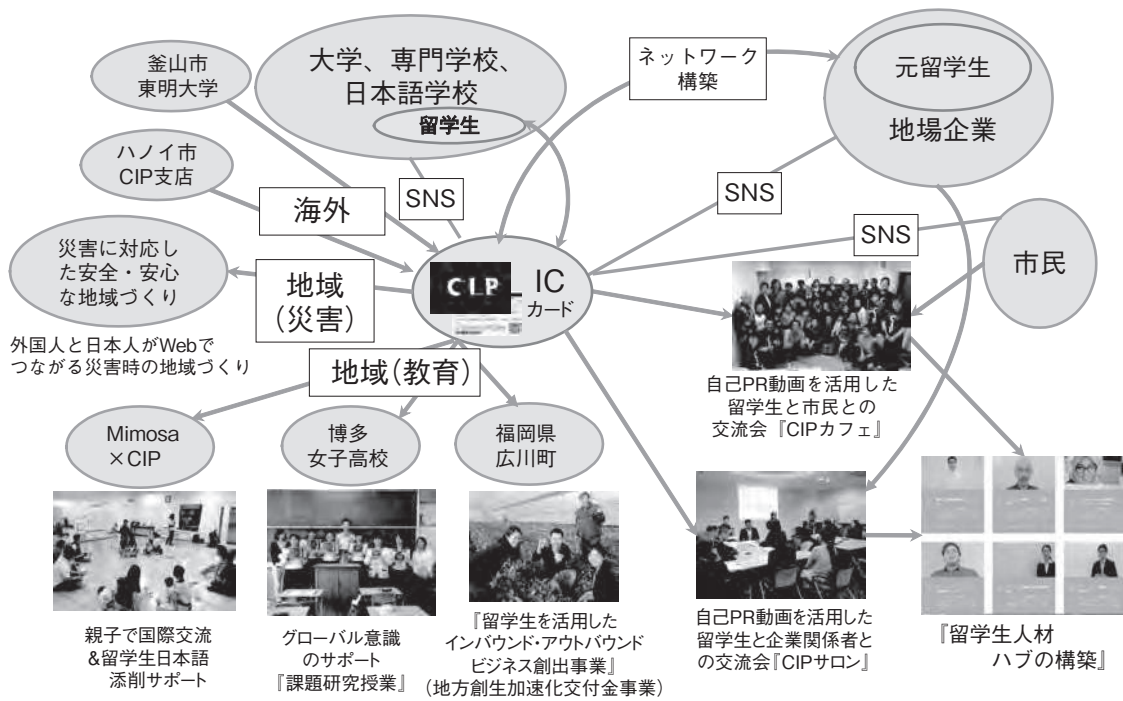 釜山市
東明大学
大学、専門学校、
日本語学校
留学生
ネットワーク
構築
元留学生
地場企業
ハノイ市
CIP支店
海外
SNS
SNS
SNS
市民
災害に対応し
た安全・安心
な地域づくり
地域
（災害）
CIP
IC
カード
外国人と日本人がWebで
つながる災害時の地域づくり
地域（教育）
自己PR動画を活用した
留学生と市民との
交流会『CIPカフェ』
Mimosa
×CIP
博多
女子高校
福岡県
広川町
親子で国際交流
&留学生日本語
添削サポート
グローバル意識
のサポート
『課題研究授業』
『留学生を活用した
インバウンド・アウトバウンド
ビジネス創出事業』
（地方創生加速化交付金事業）
自己PR動画を活用した
留学生と企業関係者と
の交流会『CIPサロン』
『留学生人材
ハブの構築』